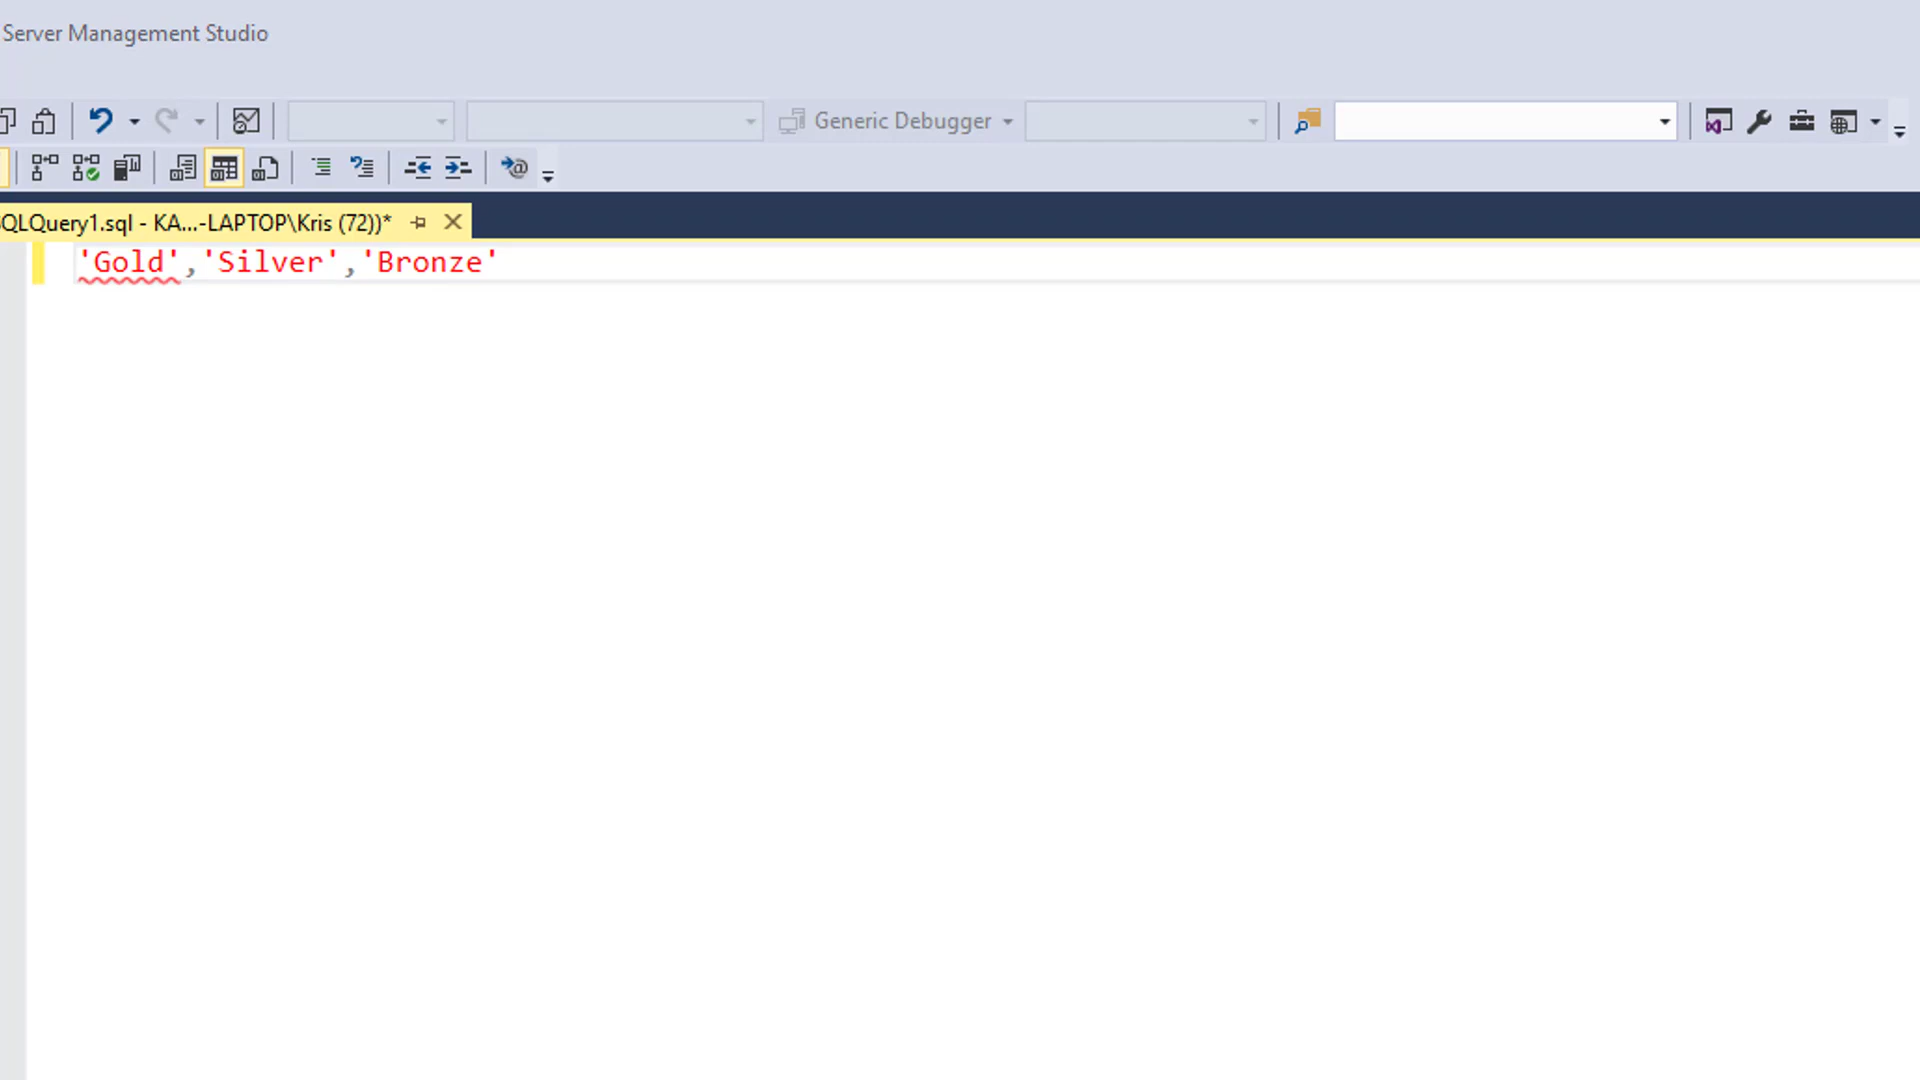 Server Management Studio
Generic Debugger
QLQuery1.sql - KA...-LAPTOP\Kris (72))*
'Gold','Silver','Bronze'